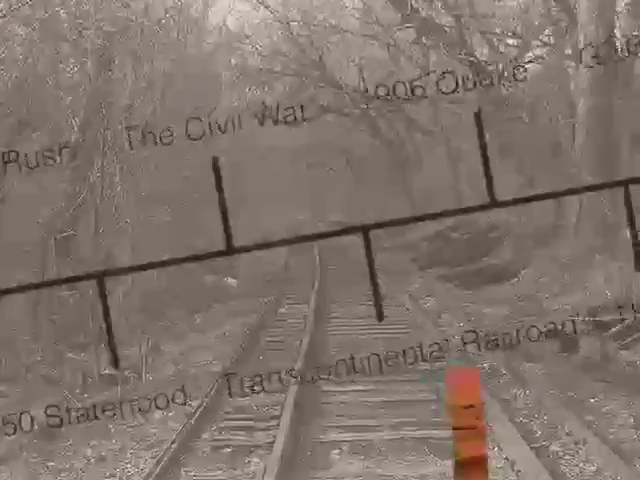 Rush The Civil War 1906 Quake
50 Statehood Transcontinental Railroad